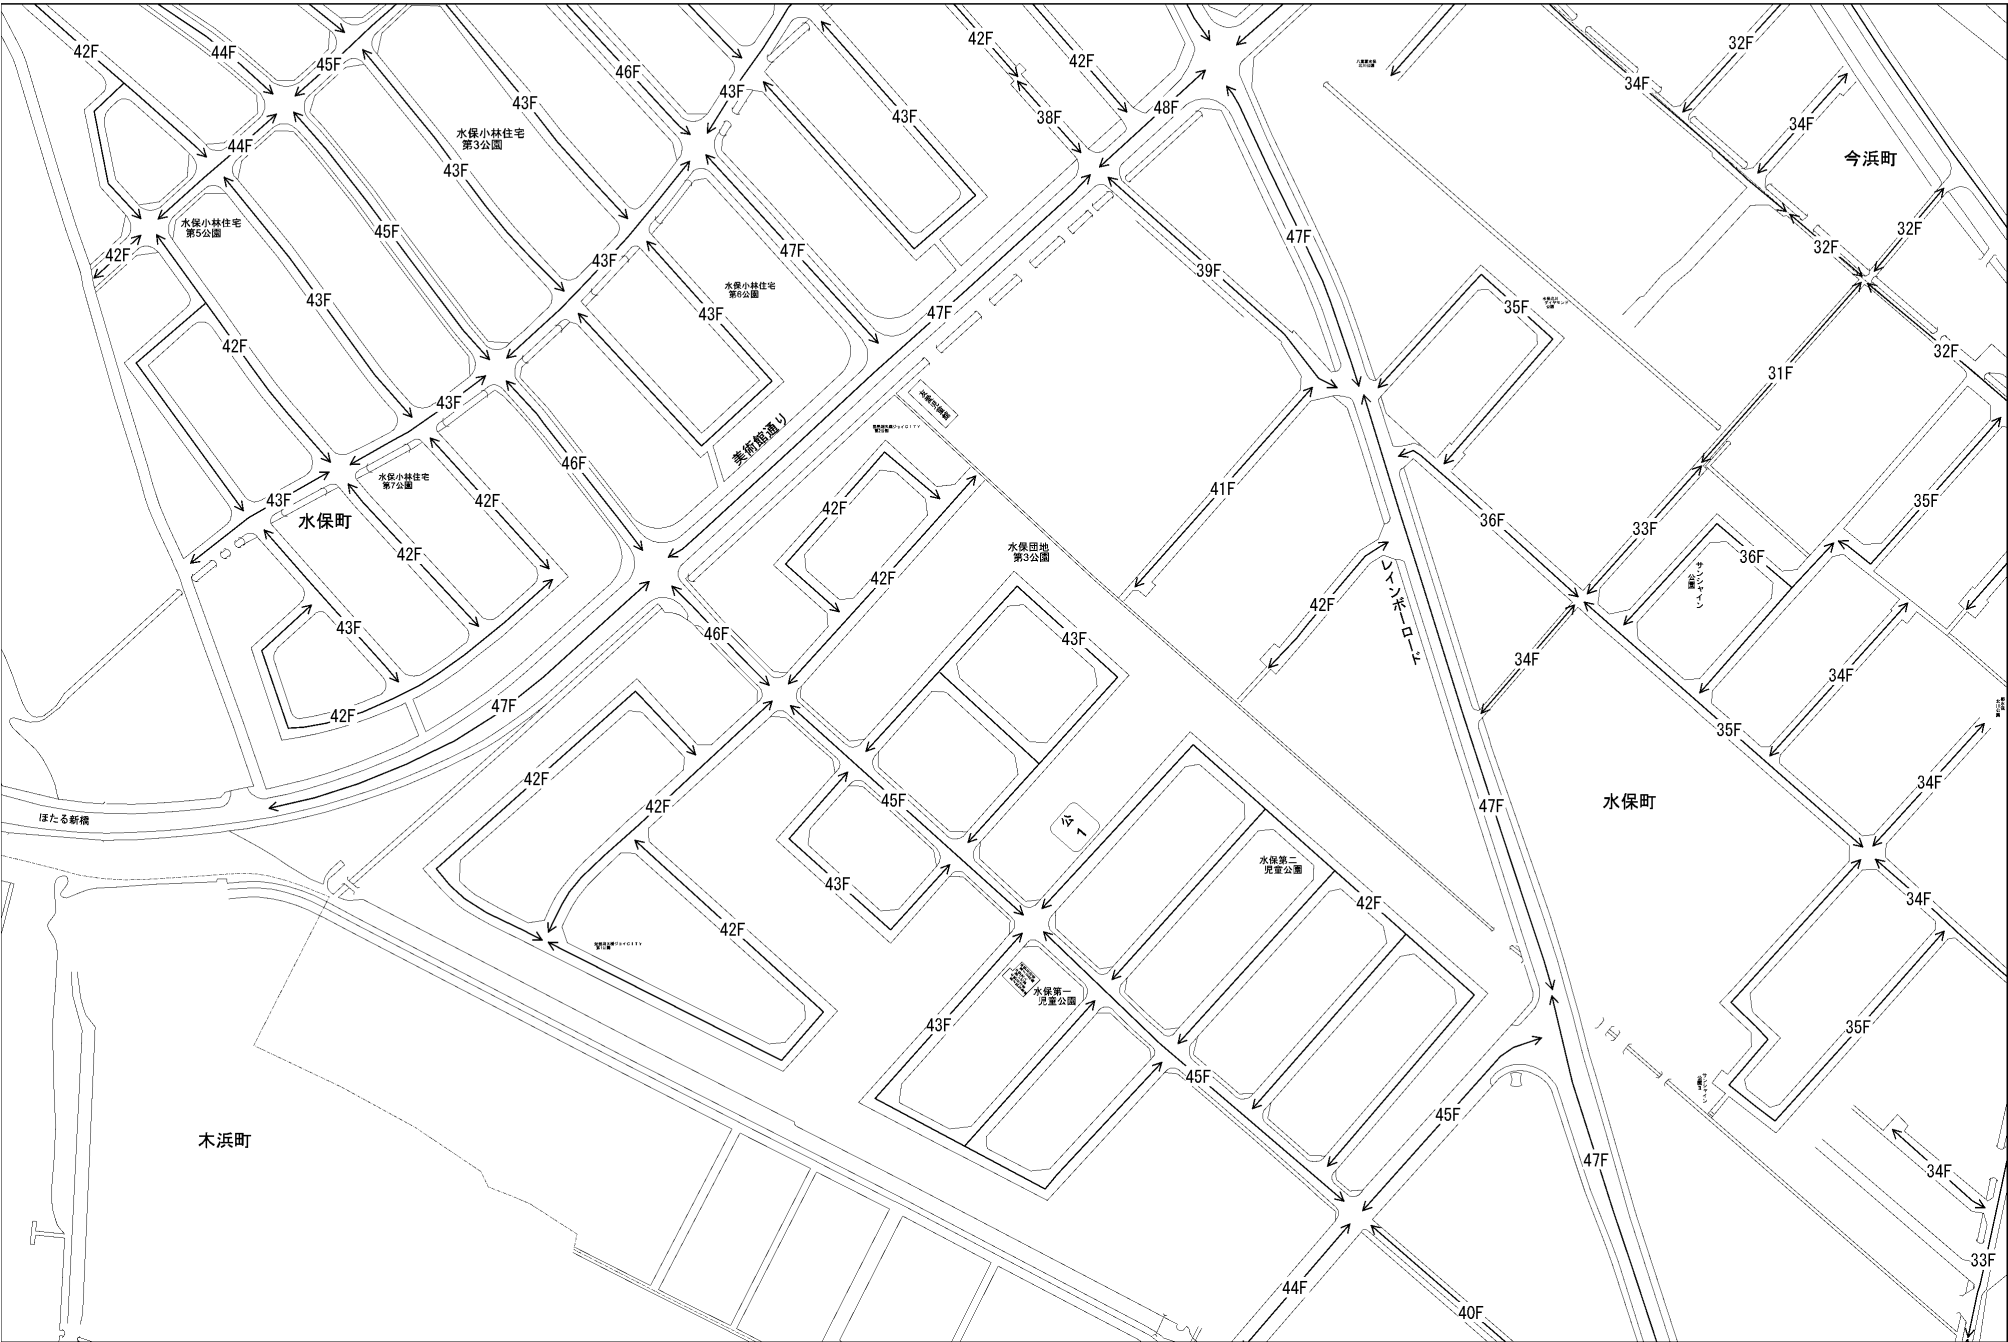 42F
44F
45F
42F
32F
34F
46F
43F
43F
43F
42F
48F
38F
34F
水保小林住宅
第3公園
44F
43F
今浜町
水保小林住宅
第5公園
45F
47F
47F
32F
32F
42F
43F
39F
水保小林住宅
第6公園
43F
43F
47F
35F
42F
32F
31F
43F
美術館通り
46F
水保小林住宅
第7公園
41F
43F
42F
42F
35F
36F
水保町
33F
42F
水保団地
第3公園
36F
サンシャイン
公園
42F
レインボーロード
42F
43F
46F
43F
34F
34F
42F
47F
35F
42F
42F
45F
47F
34F
水保町
ほたる新橋
公
1
水保第二
児童公園
43F
42F
42F
34F
水保第一
児童公園
43F
35F
45F
45F
木浜町
47F
34F
33F
44F
40F